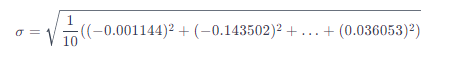 σ = √(1/10((−0.001144)² + (−0.143502)² + … + (0.036053)²))